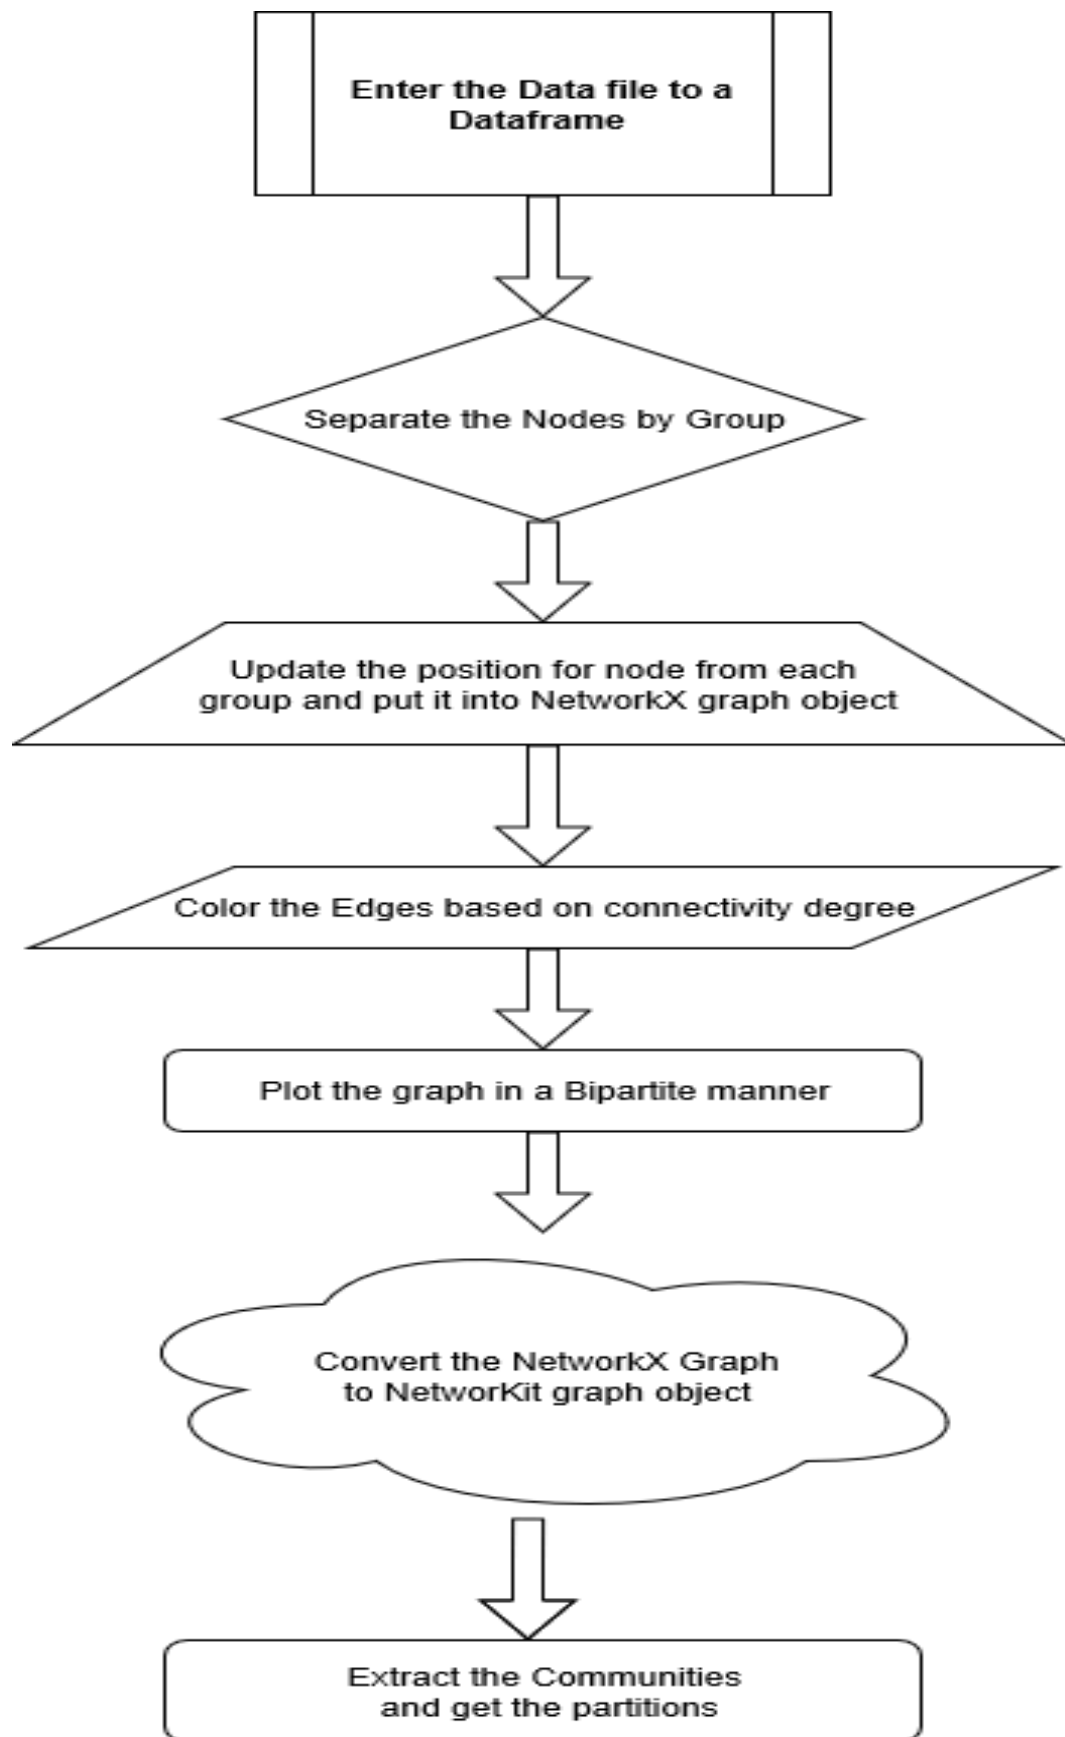 Enter the Data file to a
Dataframe
Separate the Nodes by Group
Update the position for node from each
group and put it into NetworkX graph object
Color the Edges based on connectivity degree
Plot the graph in a Bipartite manner
Convert the NetworkX Graph
to NetworKit graph object
Extract the Communities
and get the partitions